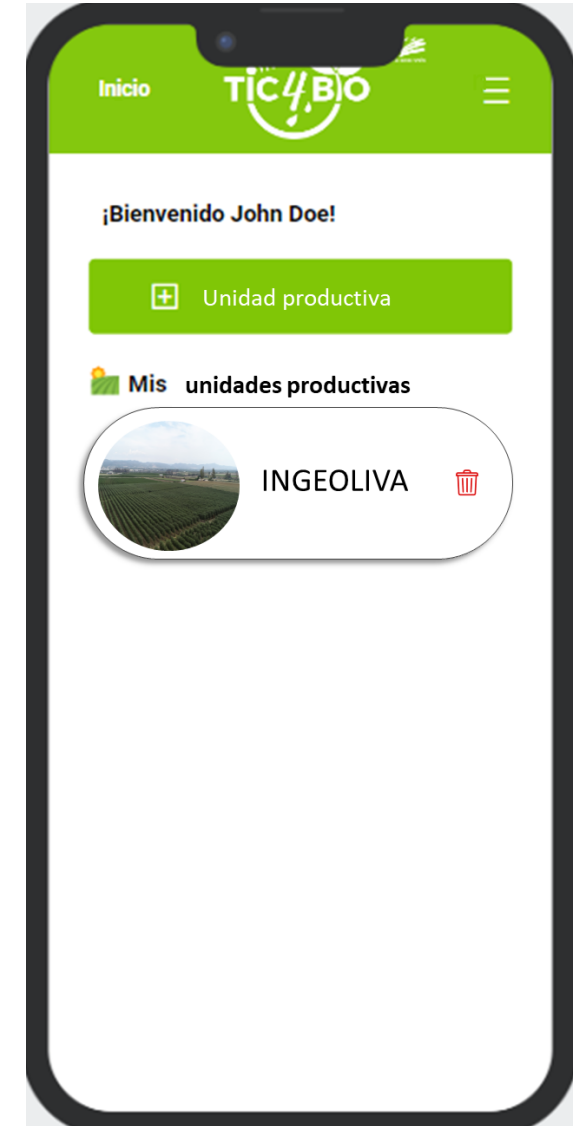 Inicio
TIC4BIO
¡Bienvenido John Doe!
Unidad productiva
Mis unidades productivas
INGEOLIVA